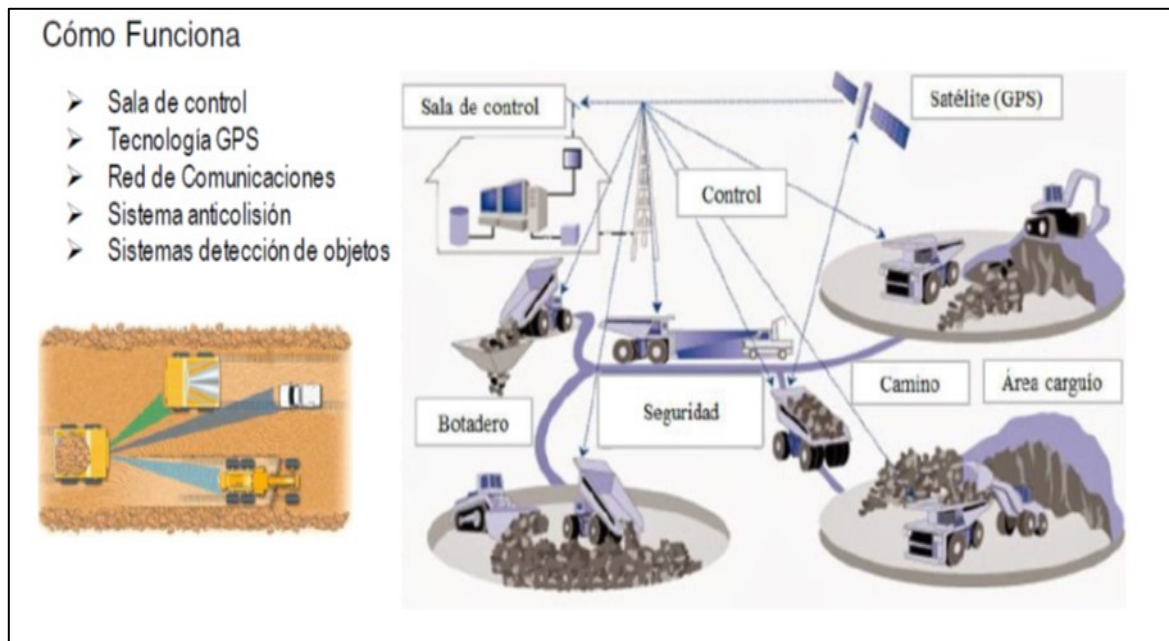 Cómo Funciona
Sala de control
Tecnología GPS
Red de Comunicaciones
Sistema anticolisión
Sistemas detección de objetos
Sala de control
Satélite (GPS)
Control
Camino
Área carguío
Botadero
Seguridad